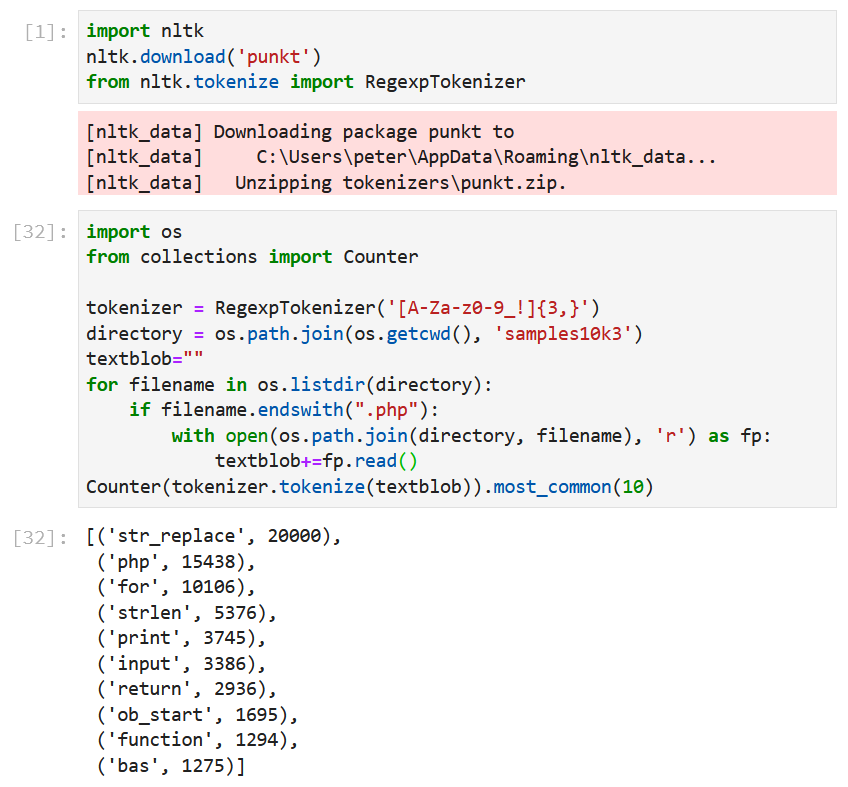 [1]: import nltk
nltk.download('punkt')
from nltk.tokenize import RegexpTokenizer
[nltk_data] Downloading package punkt to
[nltk_data]     C:\Users\peter\AppData\Roaming\nltk_data...
[nltk_data]   Unzipping tokenizers\punkt.zip.
[32]: import os
from collections import Counter
tokenizer = RegexpTokenizer('[A-Za-z0-9_!]{3,}')
directory = os.path.join(os.getcwd(), 'samples10k3')
textblob=""
for filename in os.listdir(directory):
    if filename.endswith(".php"):
        with open(os.path.join(directory, filename), 'r') as fp:
            textblob+=fp.read()
Counter(tokenizer.tokenize(textblob)).most_common(10)
[32]: [('str_replace', 20000),
 ('php', 15438),
 ('for', 10106),
 ('strlen', 5376),
 ('print', 3745),
 ('input', 3386),
 ('return', 2936),
 ('ob_start', 1695),
 ('function', 1294),
 ('bas', 1275)]